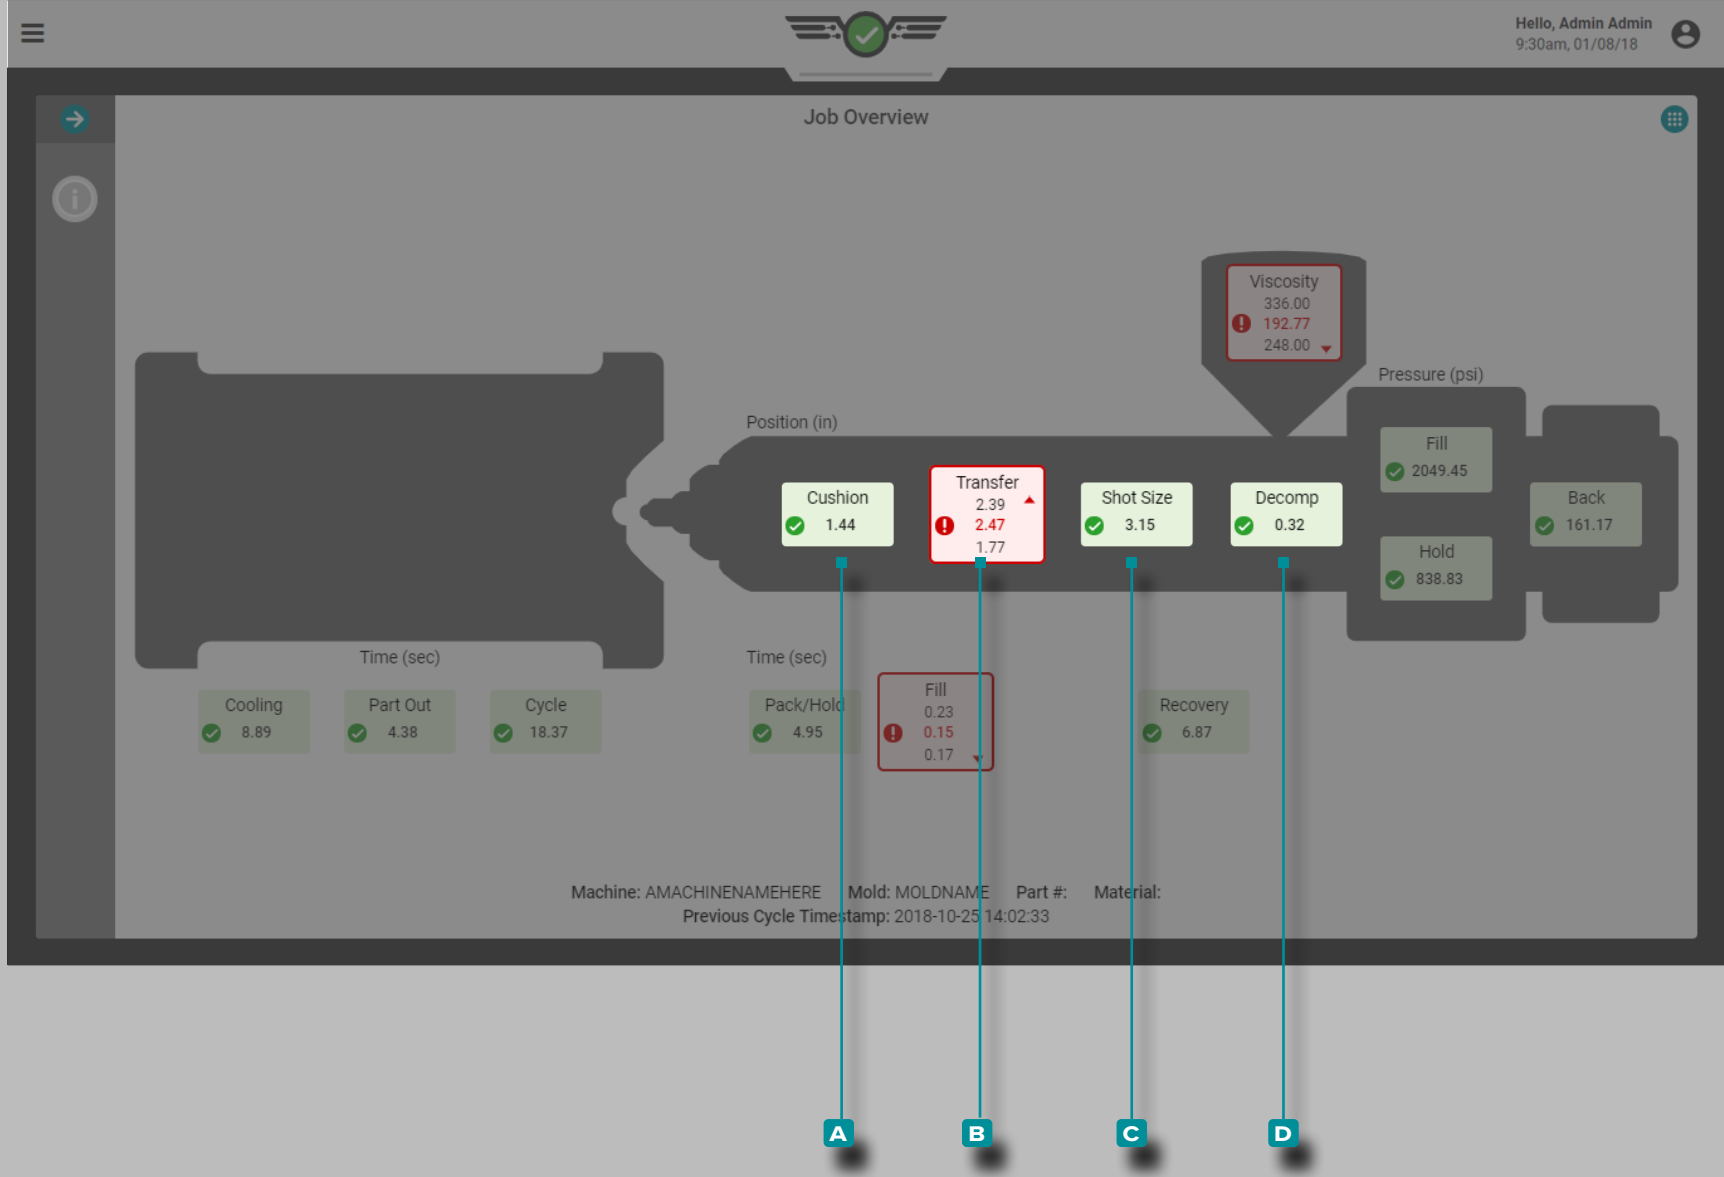 Hello, Admin Admin
9:30am, 01/08/18
Job Overview
Viscosity
336.00
192.77
248.00
Pressure (psi)
Position (in)
Fill
2049.45
Cushion
1.44
Transfer
2.39
2.47
1.77
Shot Size
3.15
Decomp
0.32
Back
161.17
Hold
838.83
Time (sec)
Time (sec)
Cooling
8.89
Part Out
4.38
Cycle
18.37
Pack/Hold
4.95
Fill
0.23
0.15
0.17
Recovery
6.87
Machine: AMACHINENAMEHERE Mold: MOLDNAME Part #: Material:
Previous Cycle Timestamp: 2018-10-25 14:02:33
A B C D